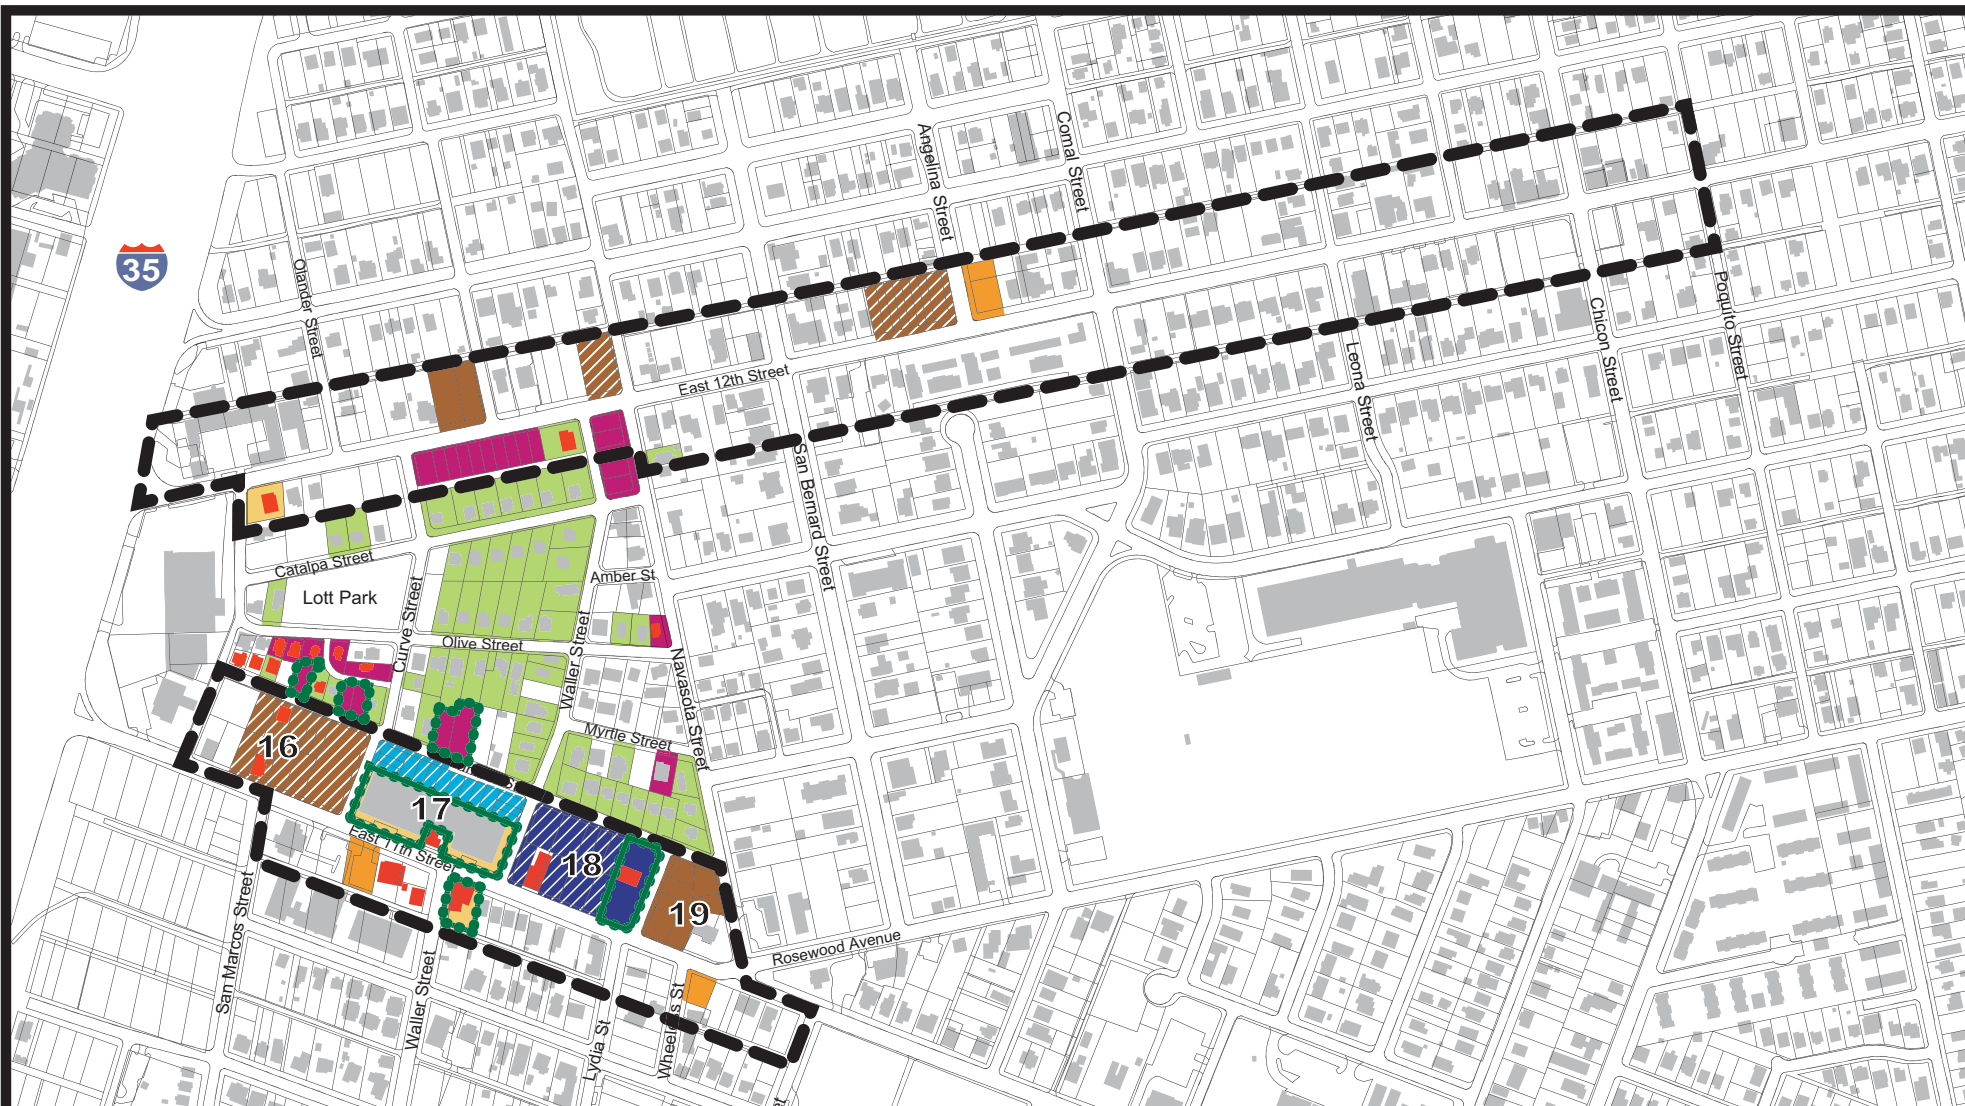 Comal Street
Angelina Street
35
Olander Street
Poquito Street
Chicon Street
Leona Street
East 12th Street
San Bernard Street
Catalpa Street
Amber St
Lott Park
Curve Street
Olive Street
Waller Street
Navasota Street
Myrtle Street
16
17
East 11th Street
18
19
Rosewood Avenue
San Marcos Street
Waller Street
Lydia St
Wheeless St